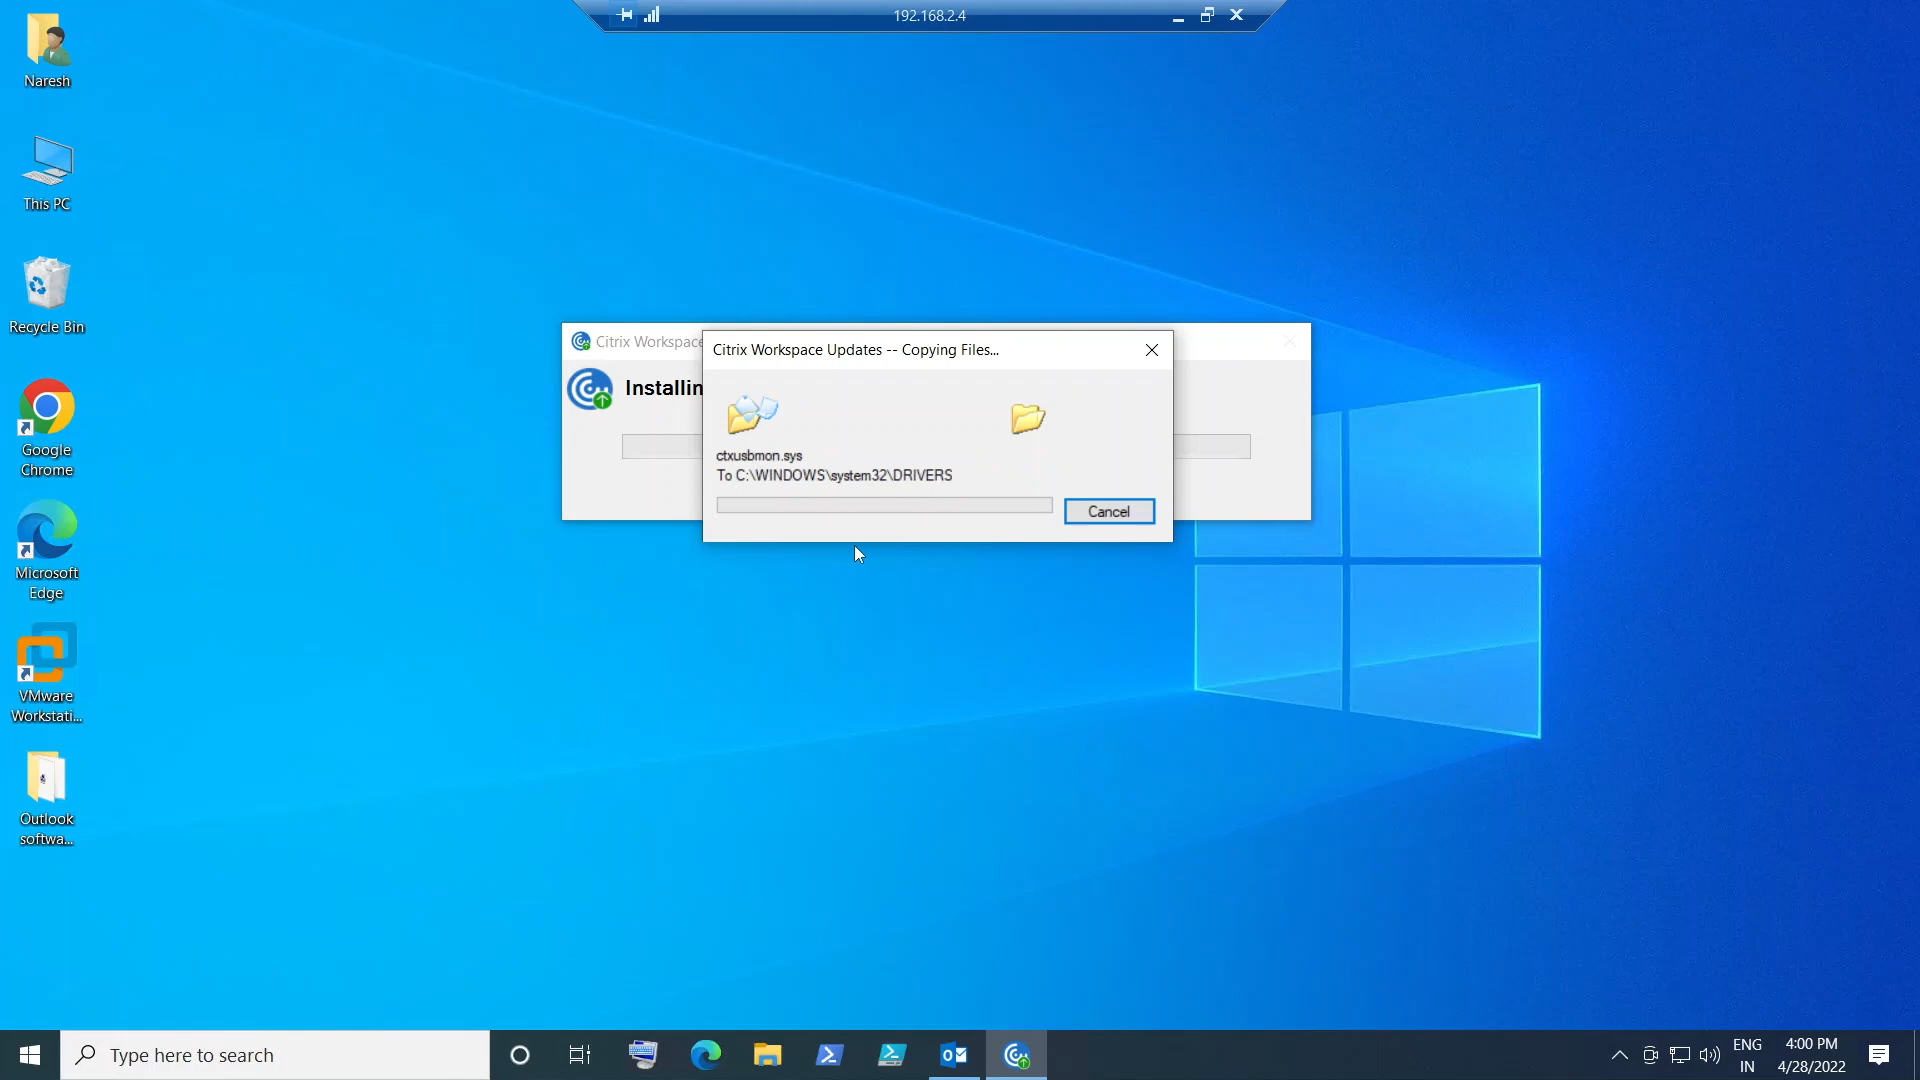 192.168.2.4
Naresh
This PC
Recycle Bin
Google
Chrome
Microsoft
Edge
VMware
Workstati...
Outlook
softwa...
Citrix Workspace
Installin
Citrix Workspace Updates -- Copying Files...
ctxusbmon.sys
To C:\WINDOWS\system32\DRIVERS
Cancel
Type here to search
ENG
IN
4:00 PM
4/28/2022